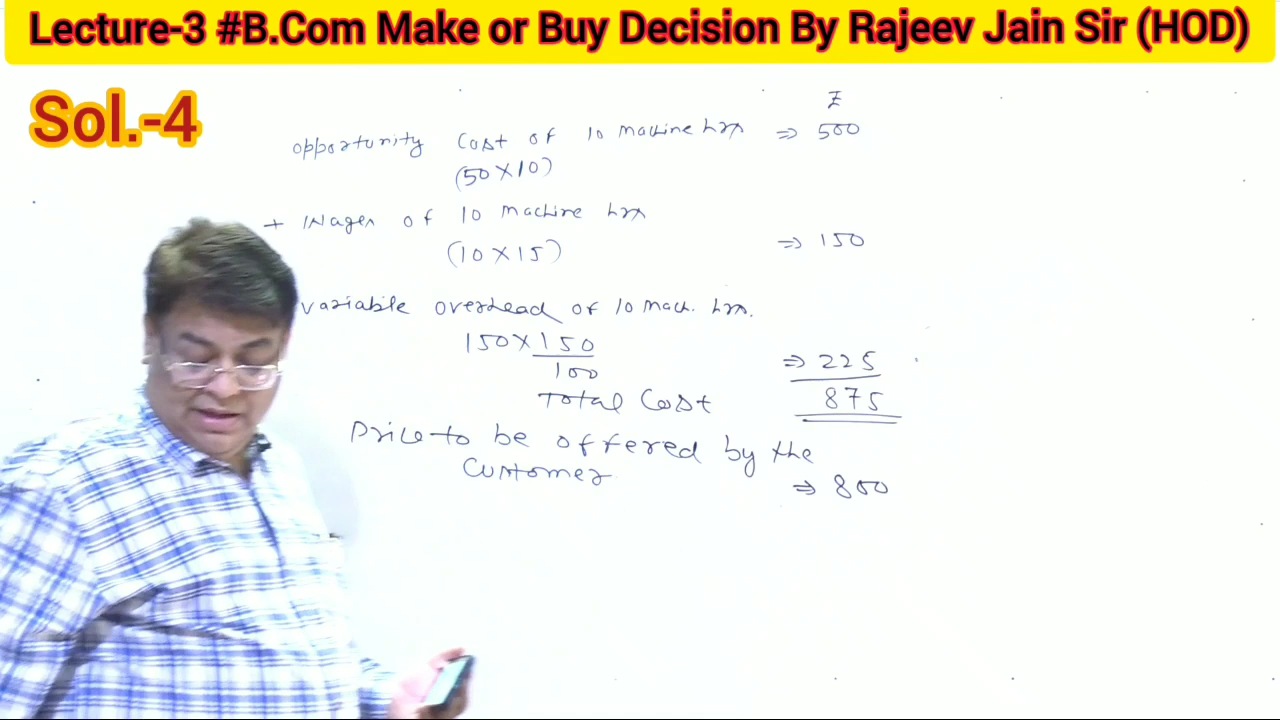 Lecture-3 #B.Com Make or Buy Decision By Rajeev Jain Sir (HOD)
Sol.-4
₹
opportunity Cost of 10 machine hrs ⇒ 500
(50×10)
+ Wages of 10 machine hrs
(10×15) ⇒ 150
variable overhead of 10 mach. hrs.
150×150
100
⇒ 225
Total Cost 875
Price to be offered by the
Customer ⇒ 800